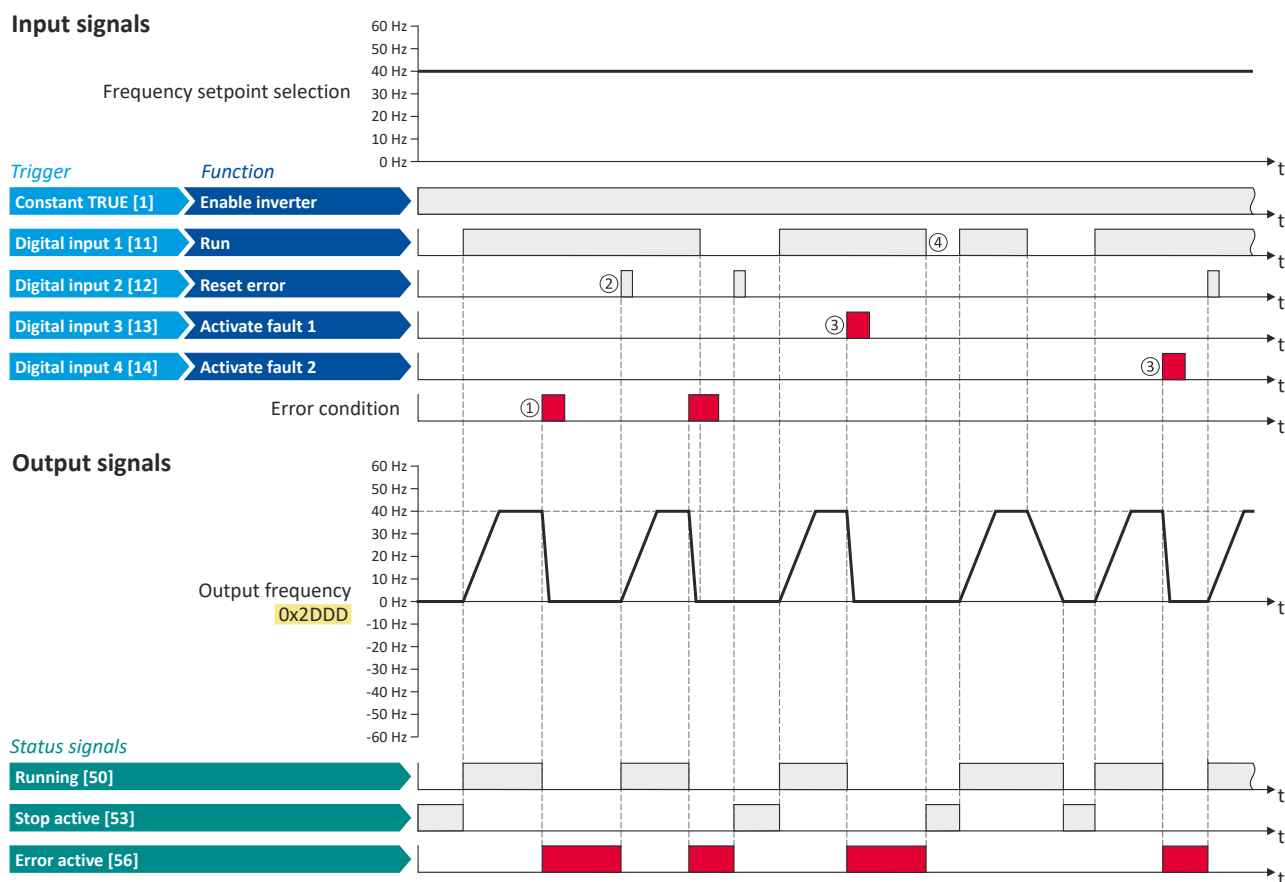 Input signals
60 Hz
50 Hz
40 Hz
30 Hz
20 Hz
10 Hz
0 Hz
Frequency setpoint selection
t
Trigger
Function
Constant TRUE [1]
Enable inverter
t
Digital input 1 [11]
Run
④
t
Digital input 2 [12]
Reset error
②
t
Digital input 3 [13]
Activate fault 1
③
t
Digital input 4 [14]
Activate fault 2
③
t
Error condition
①
t
Output signals
60 Hz
50 Hz
40 Hz
30 Hz
20 Hz
10 Hz
0 Hz
-10 Hz
-20 Hz
-30 Hz
-40 Hz
-50 Hz
-60 Hz
Output frequency
0x2DDD
t
Status signals
Running [50]
t
Stop active [53]
t
Error active [56]
t